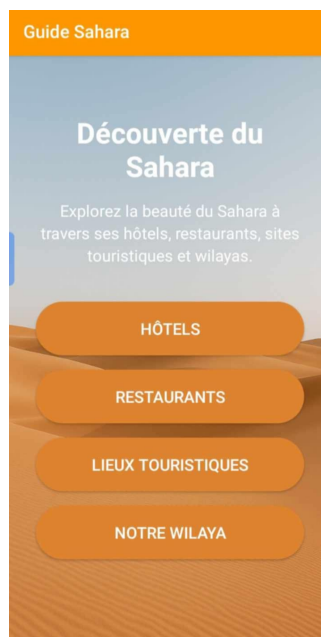 Guide Sahara
Découverte du
Sahara
Explorez la beauté du Sahara à
travers ses hôtels, restaurants, sites
touristiques et wilayas.
HÔTELS
RESTAURANTS
LIEUX TOURISTIQUES
NOTRE WILAYA